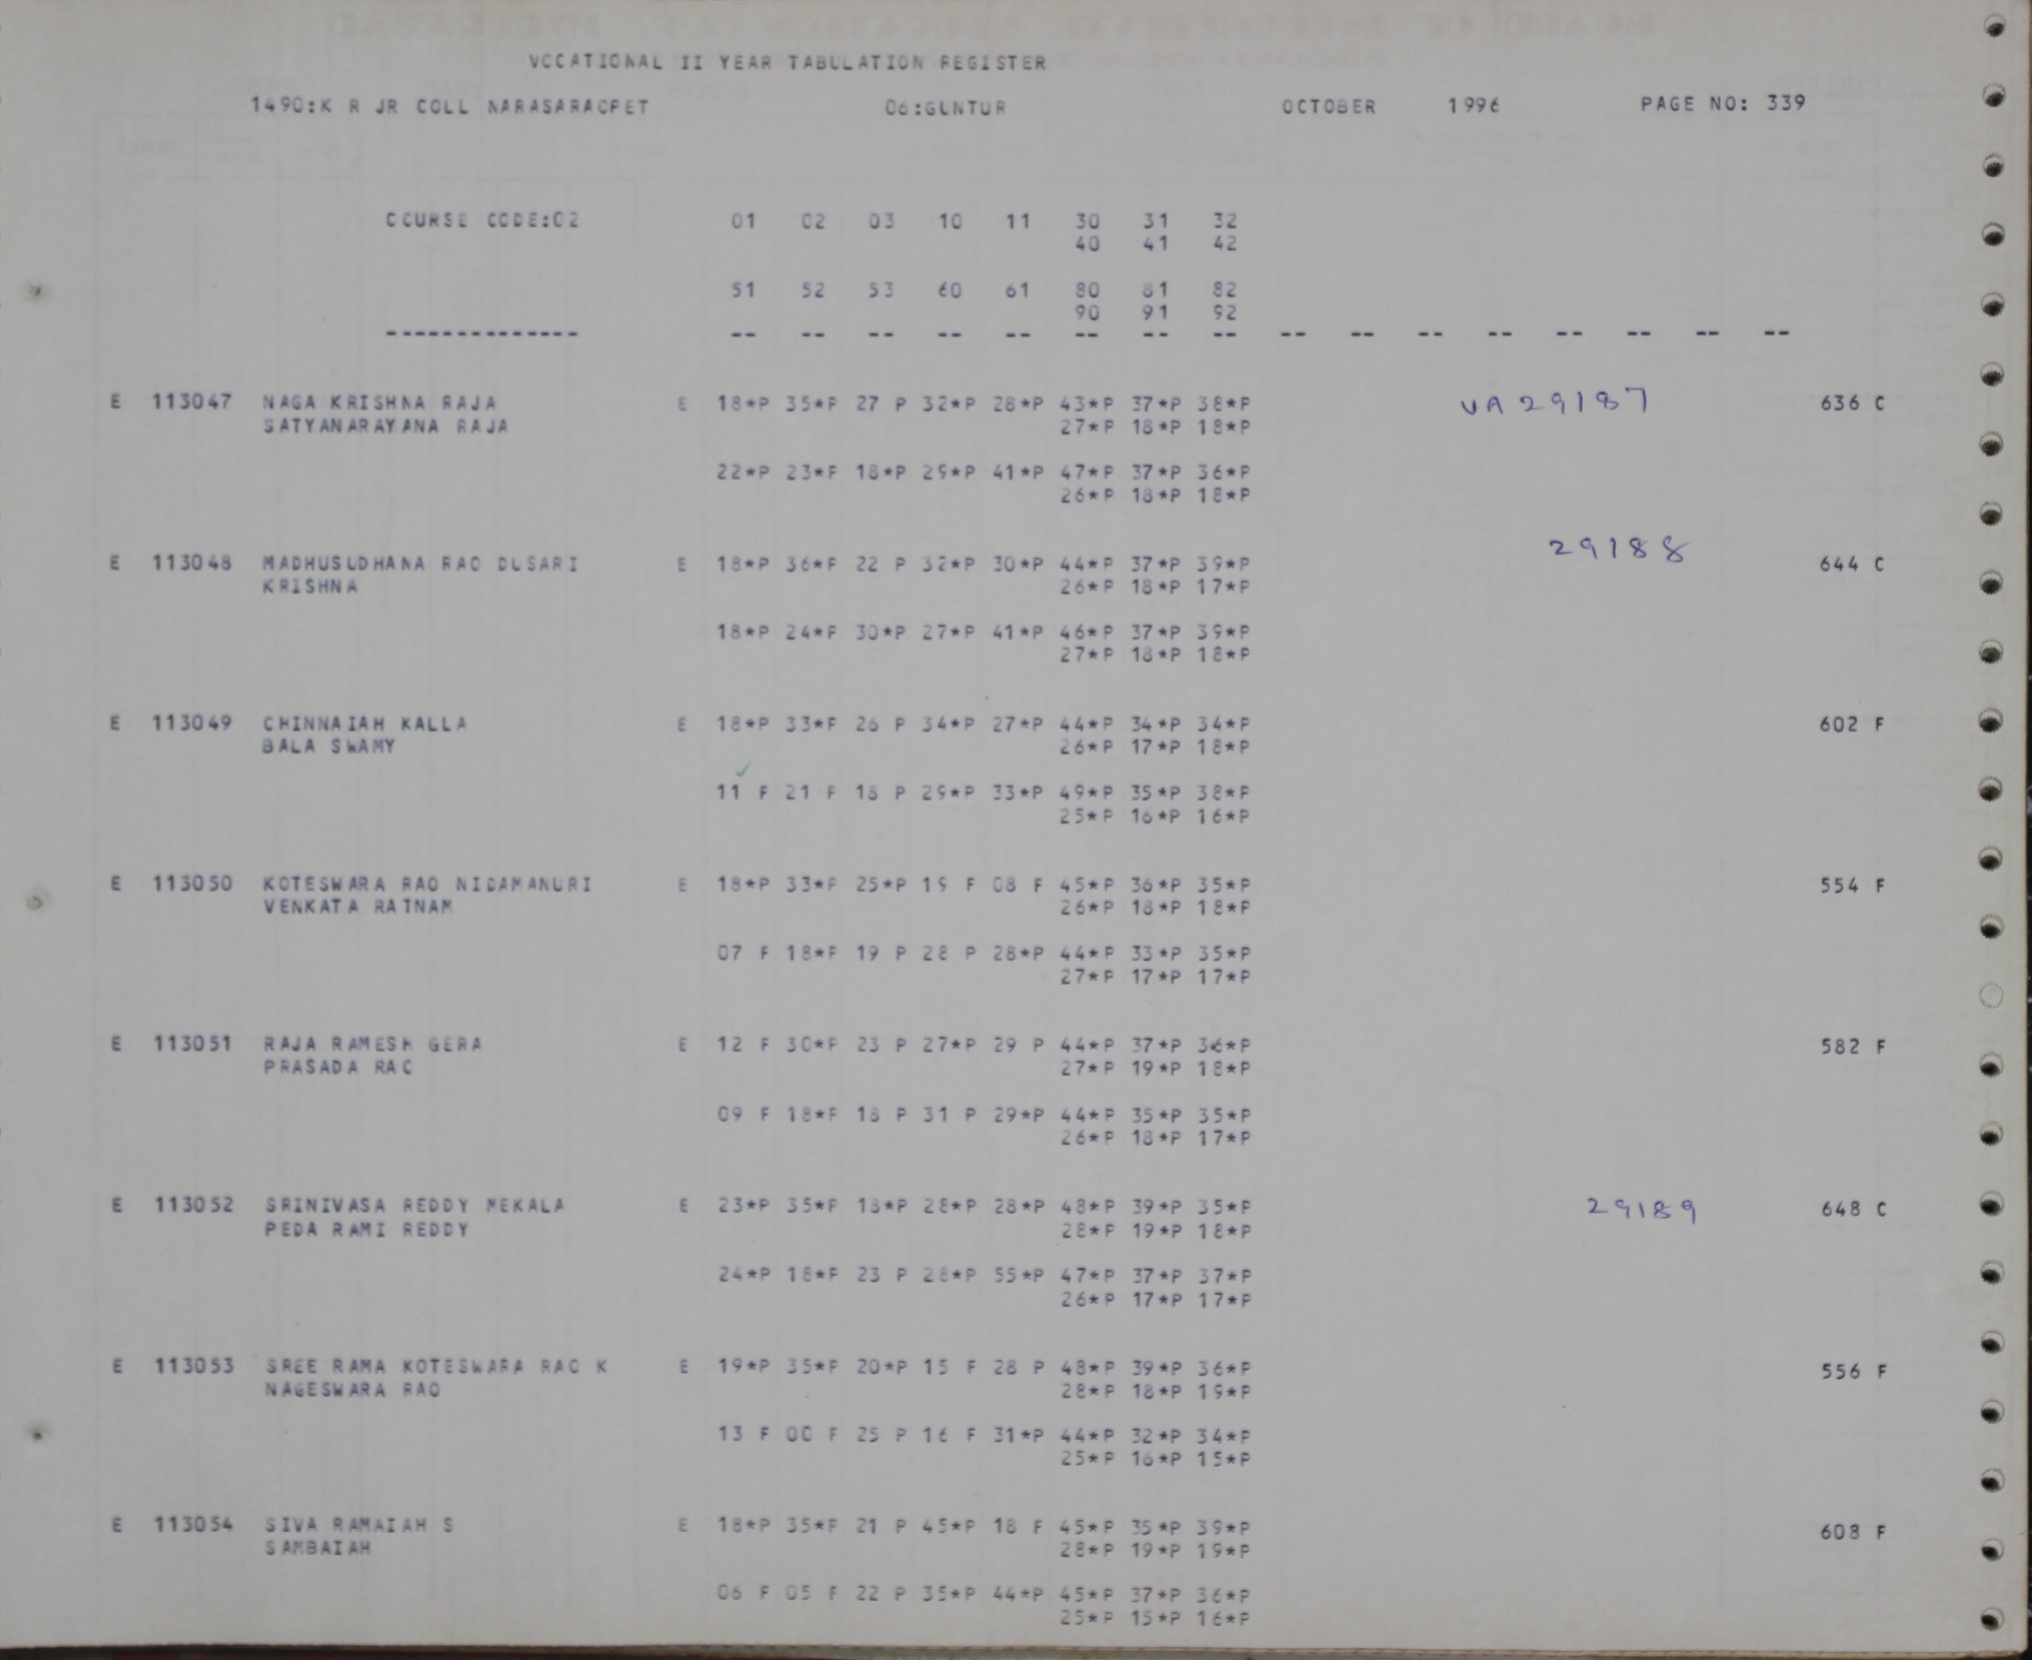 VOCATIONAL II YEAR TABULATION REGISTER
1490:K R JR COLL NARASARAOPET 06:GUNTUR OCTOBER 1996 PAGE NO: 339
COURSE CODE:02 01 02 03 10 11 30 31 32
40 41 42
51 52 53 60 61 80 81 82
90 91 92
-------------- -- -- -- -- -- -- -- -- -- -- -- -- -- -- -- --
E 113047 NAGA KRISHNA RAJA E 18*P 35*P 27 P 32*P 28*P 43*P 37*P 38*P VA29187 636 C
SATYANARAYANA RAJA 27*P 18*P 18*P
22*P 23*P 18*P 29*P 41*P 47*P 37*P 36*P
26*P 18*P 18*P
29188
E 113048 MADHUSUDHANA RAO DUSARI E 18*P 36*P 22 P 32*P 30*P 44*P 37*P 39*P 644 C
KRISHNA 26*P 18*P 17*P
18*P 24*P 30*P 27*P 41*P 46*P 37*P 39*P
27*P 18*P 18*P
E 113049 CHINNAIAH KALLA E 18*P 33*P 26 P 34*P 27*P 44*P 34*P 34*P 602 F
BALA SWAMY 26*P 17*P 18*P
11 F 21 P 18 P 29*P 33*P 49*P 35*P 38*P
25*P 16*P 16*P
E 113050 KOTESWARA RAO NIDAMANURI E 18*P 33*P 25*P 19 F 08 F 45*P 36*P 35*P 554 F
VENKATA RATNAM 26*P 18*P 18*P
07 F 18*P 19 P 28 P 28*P 44*P 33*P 35*P
27*P 17*P 17*P
E 113051 RAJA RAMESH GERA E 12 F 30*P 23 P 27*P 29 P 44*P 37*P 36*P 582 F
PRASADA RAO 27*P 19*P 18*P
09 F 18*P 18 P 31 P 29*P 44*P 35*P 35*P
26*P 18*P 17*P
E 113052 SRINIVASA REDDY MEKALA E 23*P 35*P 18*P 28*P 28*P 48*P 39*P 35*P 29189 648 C
PEDA RAMI REDDY 28*P 19*P 18*P
24*P 18*P 23 P 28*P 55*P 47*P 37*P 37*P
26*P 17*P 17*P
E 113053 SREE RAMA KOTESWARA RAO K E 19*P 35*P 20*P 15 F 28 P 48*P 39*P 36*P 556 F
NAGESWARA RAO 28*P 18*P 19*P
13 F 00 F 25 P 16 F 31*P 44*P 32*P 34*P
25*P 16*P 15*P
E 113054 SIVA RAMAIAH S E 18*P 35*P 21 P 45*P 18 F 45*P 35*P 39*P 608 F
SAMBAIAH 28*P 19*P 19*P
06 F 05 F 22 P 35*P 44*P 45*P 37*P 36*P
25*P 15*P 16*P